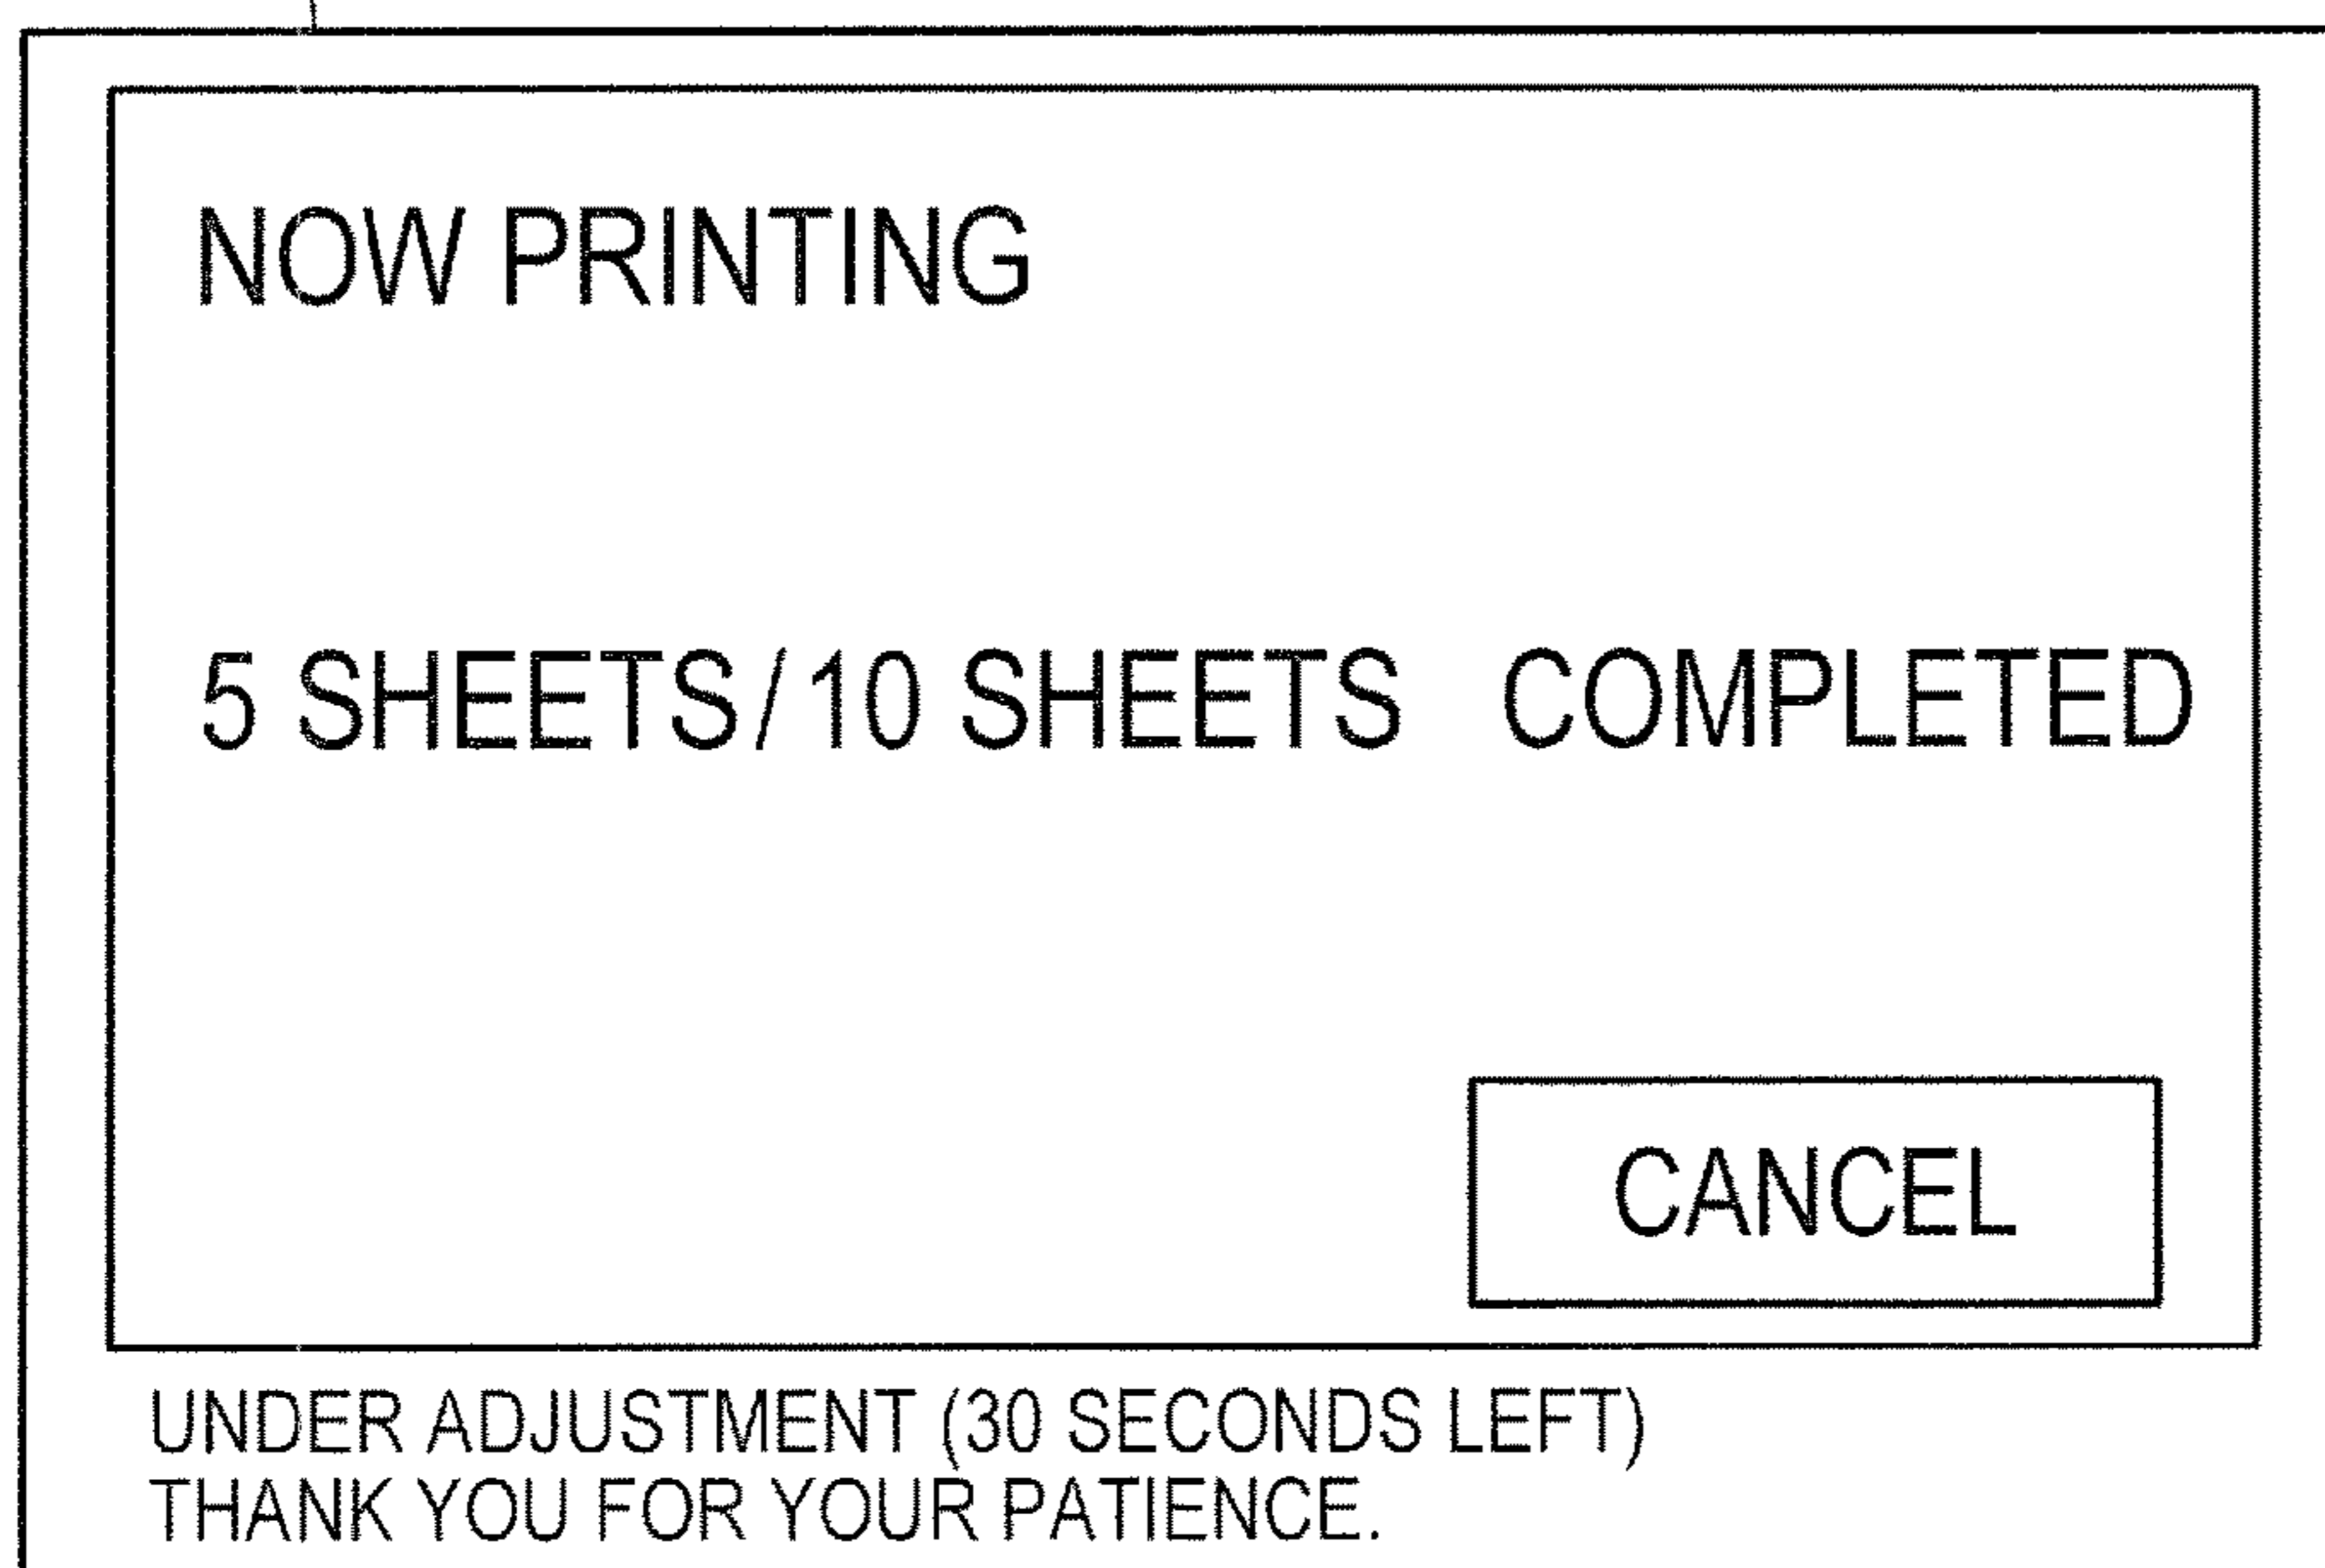 NOW PRINTING
5 SHEETS/10 SHEETS COMPLETED
CANCEL
UNDER ADJUSTMENT (30 SECONDS LEFT)
THANK YOU FOR YOUR PATIENCE.